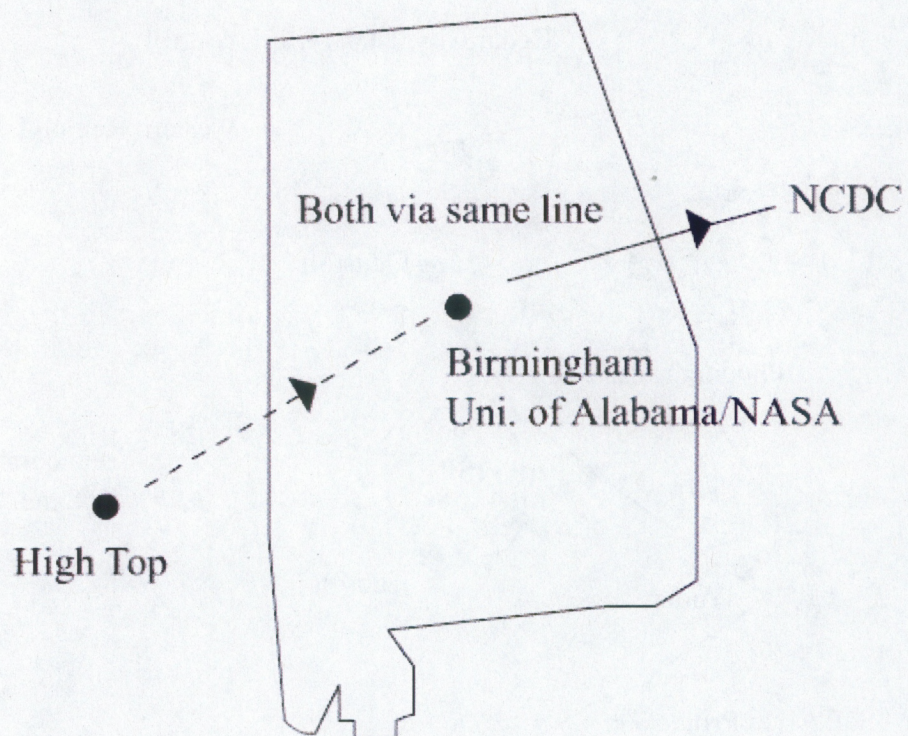 Both via same line
NCDC
Birmingham
Uni. of Alabama/NASA
High Top